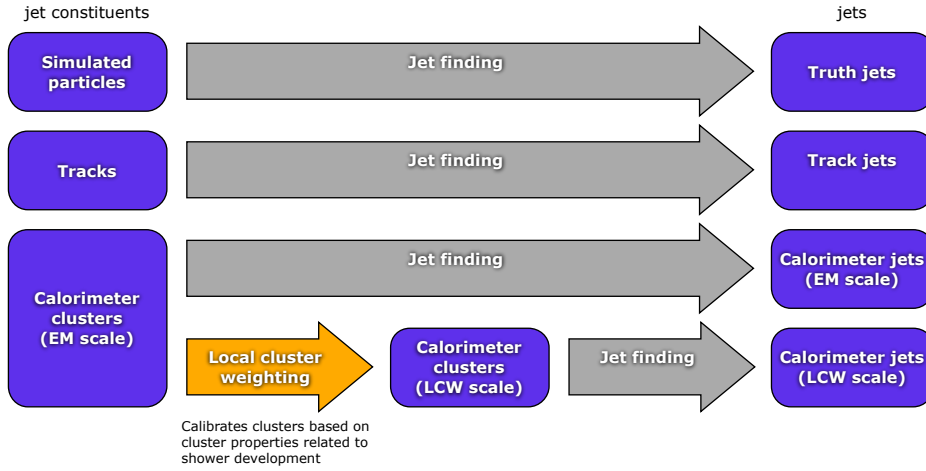 jet constituents
jets
Simulated
particles
Jet finding
Truth jets
Tracks
Jet finding
Track jets
Calorimeter
clusters
(EM scale)
Jet finding
Calorimeter jets
(EM scale)
Local cluster
weighting
Calorimeter
clusters
(LCW scale)
Jet finding
Calorimeter jets
(LCW scale)
Calibrates clusters based on
cluster properties related to
shower development